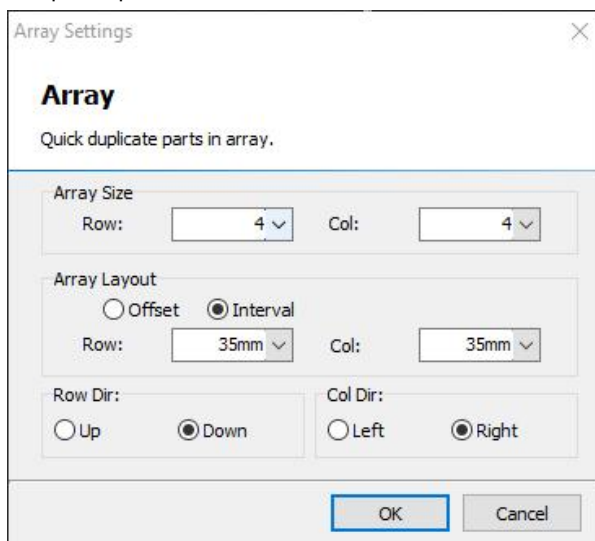 Array Settings
Array
Quick duplicate parts in array.
Array Size
Row: 4 Col: 4
Array Layout
Offset Interval
Row: 35mm Col: 35mm
Row Dir: Col Dir:
Up Down Left Right
OK Cancel